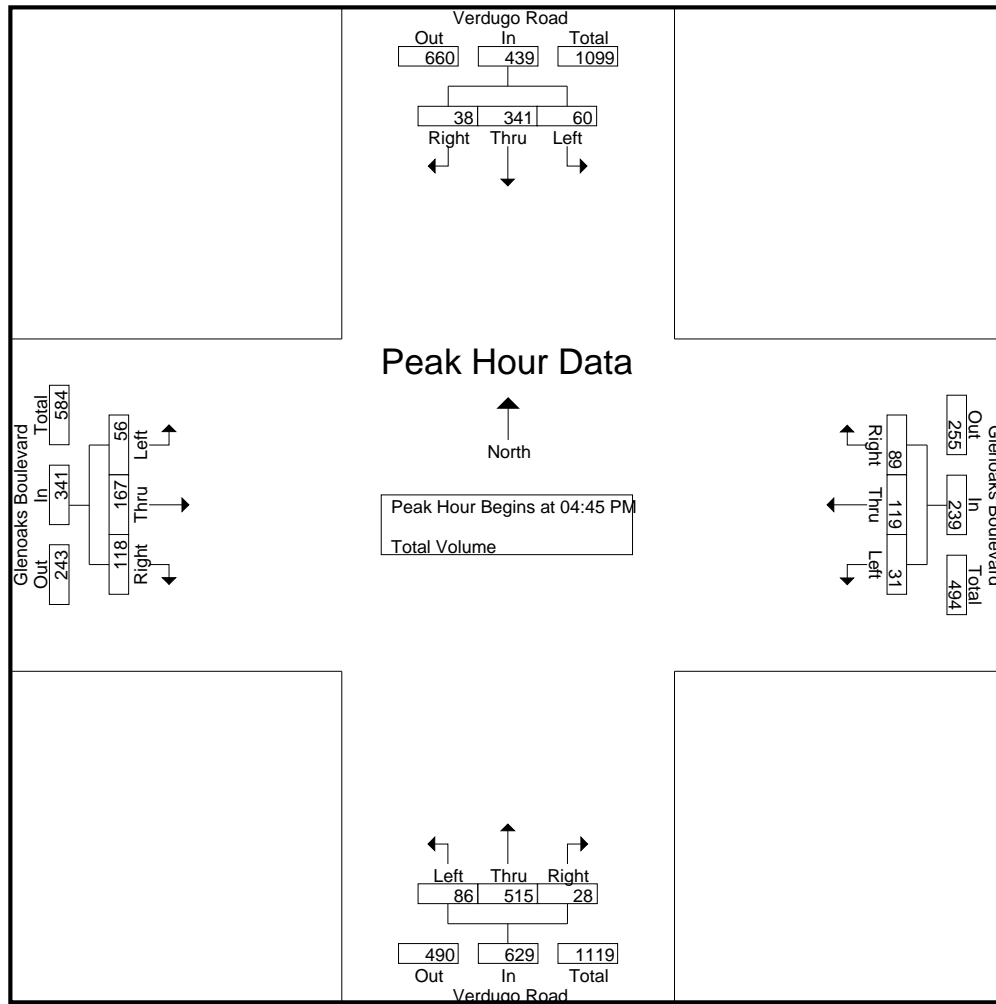 Verdugo Road
Out In Total
660 439 1099
38 341 60
Right Thru Left
Peak Hour Data
North
Peak Hour Begins at 04:45 PM
Total Volume
Glenoaks Boulevard
Out In Total
243 341 584
Left Thru Right
56 167 118
Glenoaks Boulevard
Out In Total
255 239 494
Right Thru Left
89 119 31
Left Thru Right
86 515 28
490 629 1119
Out In Total
Verdugo Road